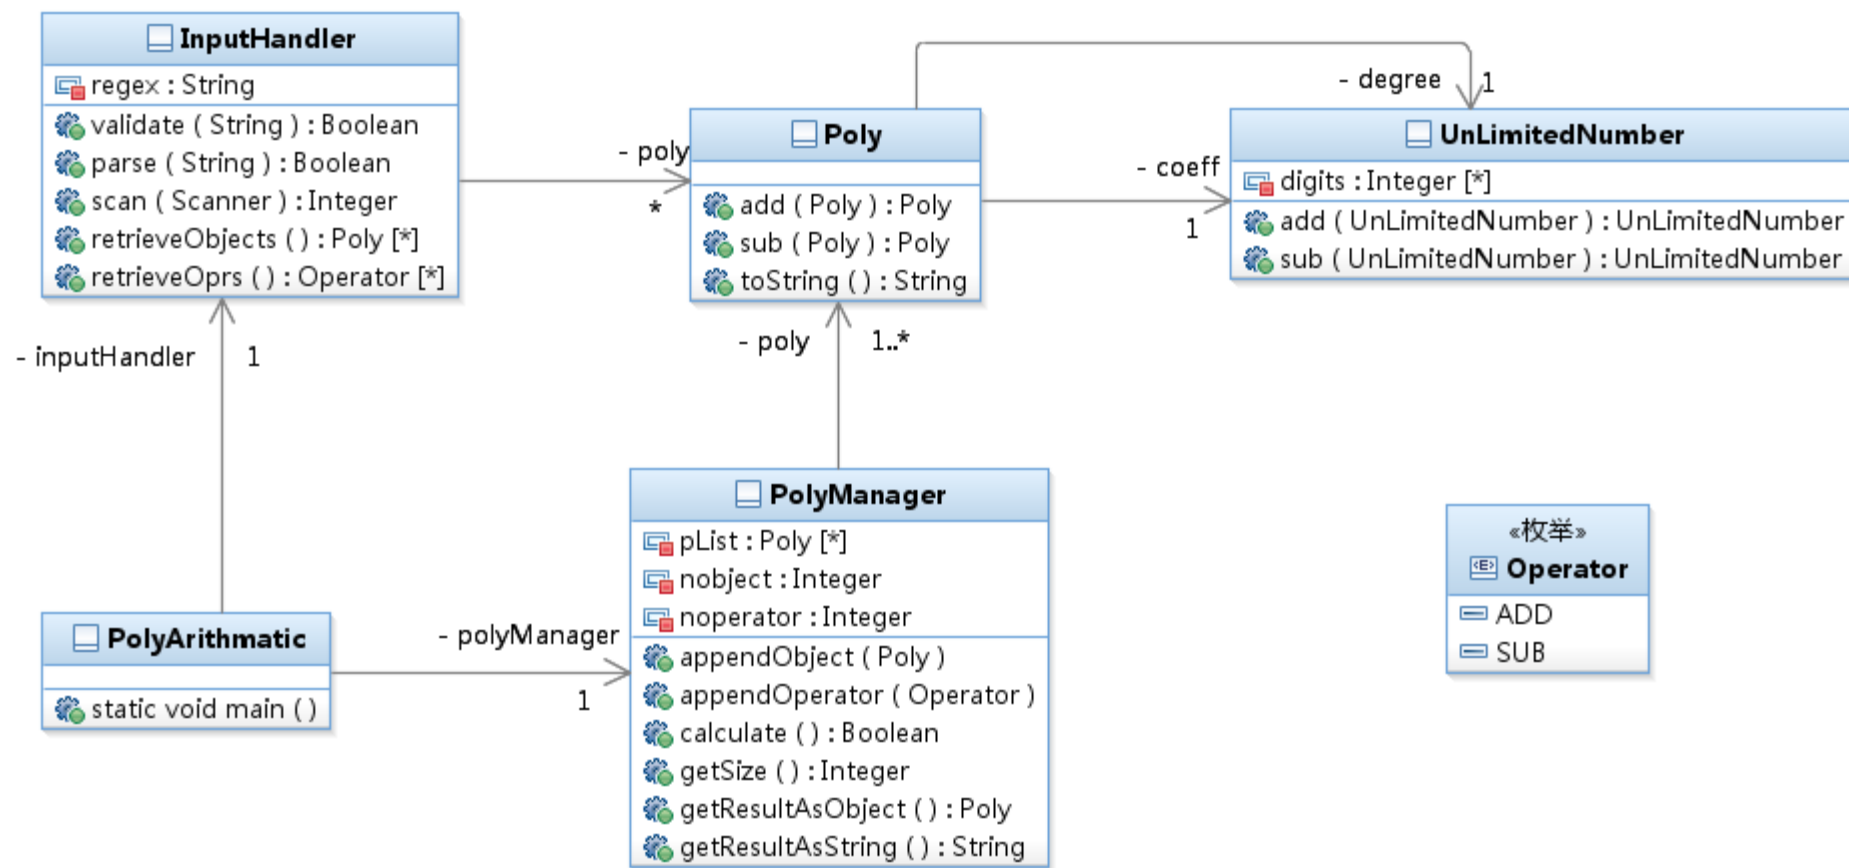 InputHandler
regex : String
validate ( String ) : Boolean
parse ( String ) : Boolean
scan ( Scanner ) : Integer
retrieveObjects ( ) : Poly [*]
retrieveOprs ( ) : Operator [*]
- poly
*
Poly
add ( Poly ) : Poly
sub ( Poly ) : Poly
toString ( ) : String
- degree
1
- coeff
1
UnLimitedNumber
digits : Integer [*]
add ( UnLimitedNumber ) : UnLimitedNumber
sub ( UnLimitedNumber ) : UnLimitedNumber
- inputHandler
1
- poly
1..*
PolyArithmatic
static void main ( )
- polyManager
1
PolyManager
pList : Poly [*]
nobject : Integer
noperator : Integer
appendObject ( Poly )
appendOperator ( Operator )
calculate ( ) : Boolean
getSize ( ) : Integer
getResultAsObject ( ) : Poly
getResultAsString ( ) : String
«枚举»
<E> Operator
ADD
SUB